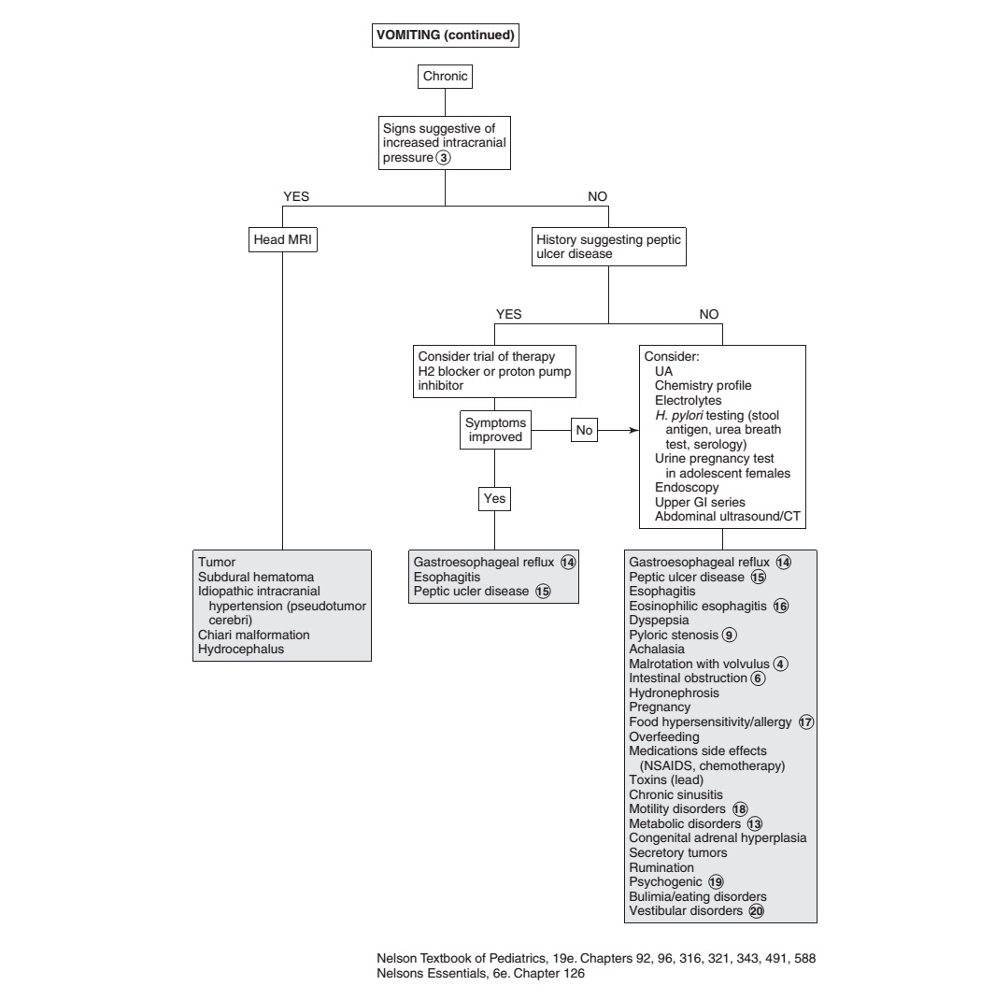 VOMITING (continued)
Chronic
Signs suggestive of
increased intracranial
pressure 3
YES
NO
Head MRI
History suggesting peptic
ulcer disease
YES
NO
Consider trial of therapy
H2 blocker or proton pump
inhibitor
Symptoms
improved
No
Yes
Consider:
UA
Chemistry profile
Electrolytes
H. pylori testing (stool
antigen, urea breath
test, serology)
Urine pregnancy test
in adolescent females
Endoscopy
Upper GI series
Abdominal ultrasound/CT
Tumor
Subdural hematoma
Idiopathic intracranial
hypertension (pseudotumor
cerebri)
Chiari malformation
Hydrocephalus
Gastroesophageal reflux 14
Esophagitis
Peptic ucler disease 15
Gastroesophageal reflux 14
Peptic ulcer disease 15
Esophagitis
Eosinophilic esophagitis 16
Dyspepsia
Pyloric stenosis 9
Achalasia
Malrotation with volvulus 4
Intestinal obstruction 6
Hydronephrosis
Pregnancy
Food hypersensitivity/allergy 17
Overfeeding
Medications side effects
(NSAIDS, chemotherapy)
Toxins (lead)
Chronic sinusitis
Motility disorders 18
Metabolic disorders 13
Congenital adrenal hyperplasia
Secretory tumors
Rumination
Psychogenic 19
Bulimia/eating disorders
Vestibular disorders 20
Nelson Textbook of Pediatrics, 19e. Chapters 92, 96, 316, 321, 343, 491, 588
Nelsons Essentials, 6e. Chapter 126